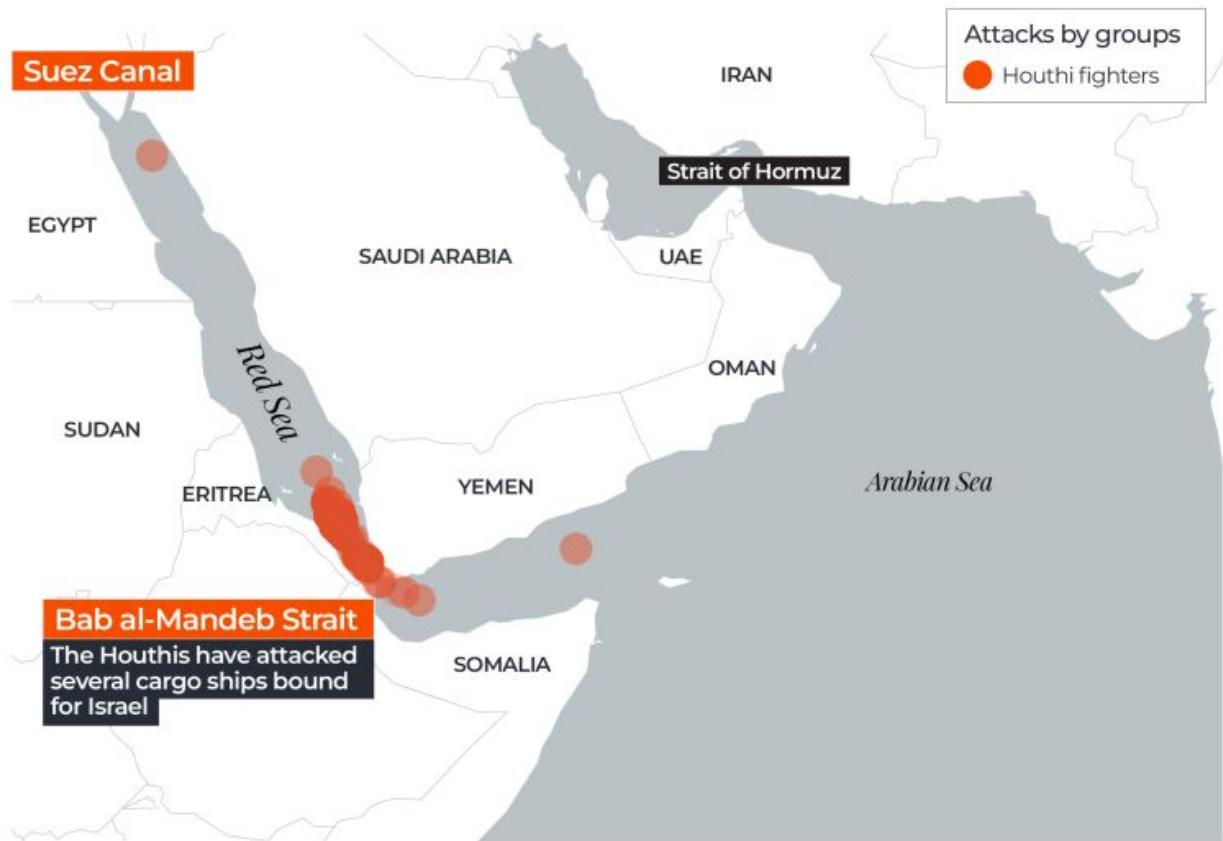 Attacks by groups
Houthi fighters
Suez Canal
IRAN
Strait of Hormuz
EGYPT
SAUDI ARABIA
UAE
Red Sea
OMAN
SUDAN
ERITREA
YEMEN
Arabian Sea
Bab al-Mandeb Strait
The Houthis have attacked
several cargo ships bound
for Israel
SOMALIA